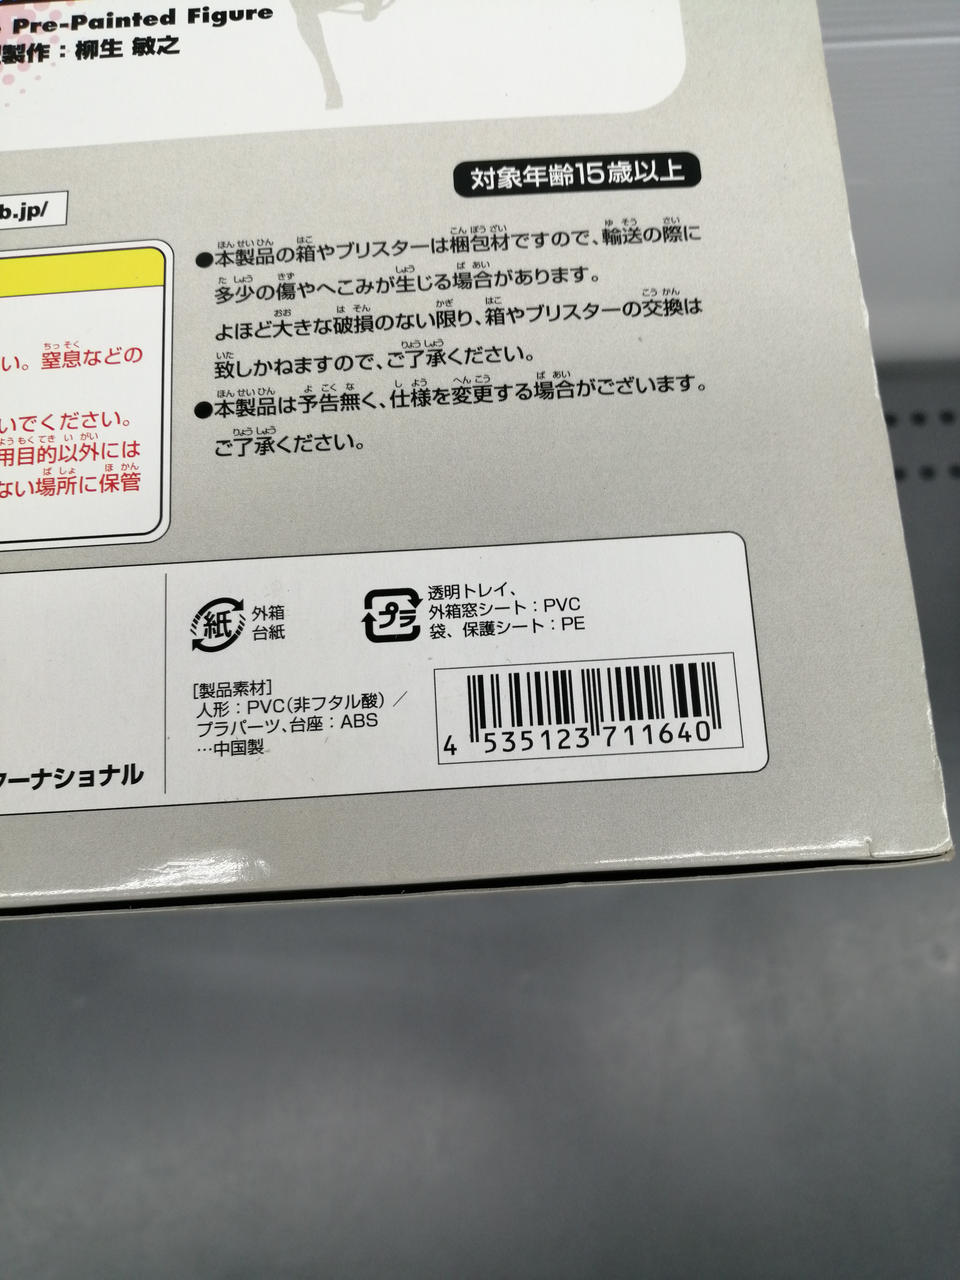 Pre-Painted Figure
製作：柳生 敏之
対象年齢15歳以上
b.jp/
●本製品の箱やブリスターは梱包材ですので、輸送の際に
多少の傷やへこみが生じる場合があります。
よほど大きな破損のない限り、箱やブリスターの交換は
致しかねますので、ご了承ください。
●本製品は予告無く、仕様を変更する場合がございます。
ご了承ください。
い。窒息などの
いでください。
用目的以外には
ない場所に保管
紙
外箱
台紙
プラ
透明トレイ、
外箱窓シート：PVC
袋、保護シート：PE
[製品素材]
人形：PVC（非フタル酸）／
プラパーツ、台座：ABS
…中国製
4 535123 711640
ターナショナル